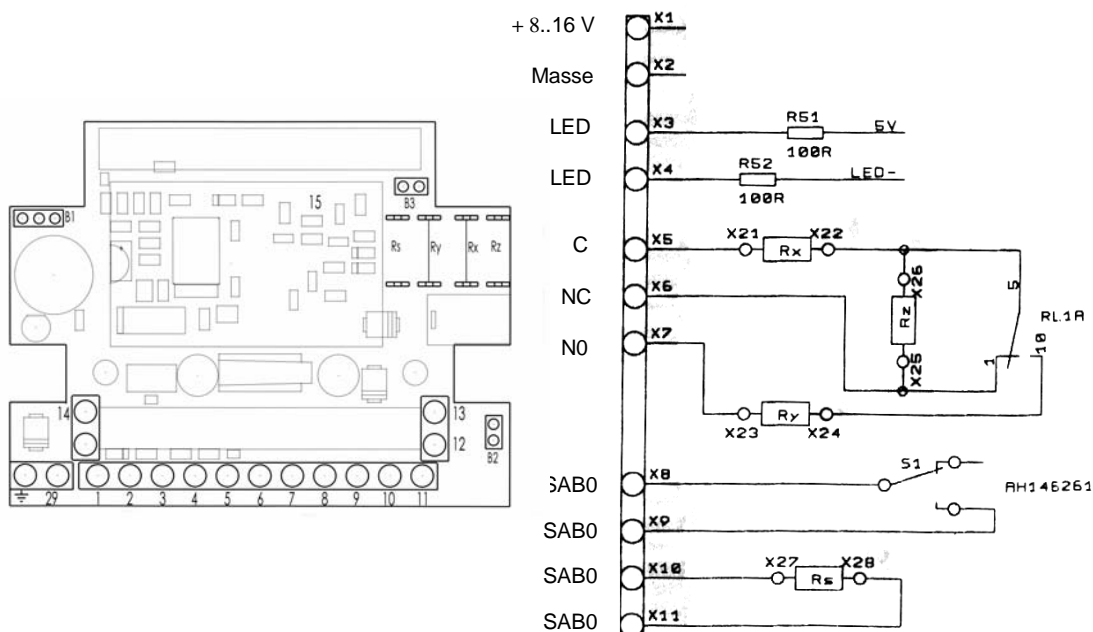 B1
15
B3
Rs
Ry
Rx
Rz
14
13
12
B2
29
1
2
3
4
5
6
7
8
9
10
11
+ 8..16 V
X1
Masse
X2
LED
X3
R51
100R
5V
LED
X4
R52
100R
LED-
C
X5
X21
Rx
X22
NC
X6
X26
Rz
X25
5
1
10
RL1A
N0
X7
X23
Ry
X24
SAB0
X8
S1
AH146261
SAB0
X9
SAB0
X10
X27
Rs
X28
SAB0
X11